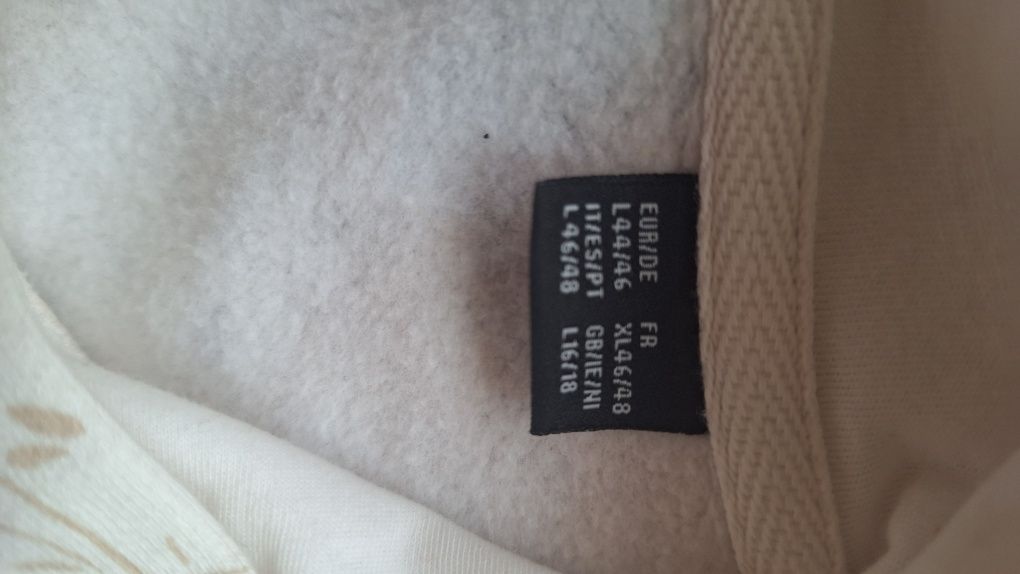 EUR/DE FR
L44/46 XL46/48
IT/ES/PT GB/IE/NI
L46/48 L16/18